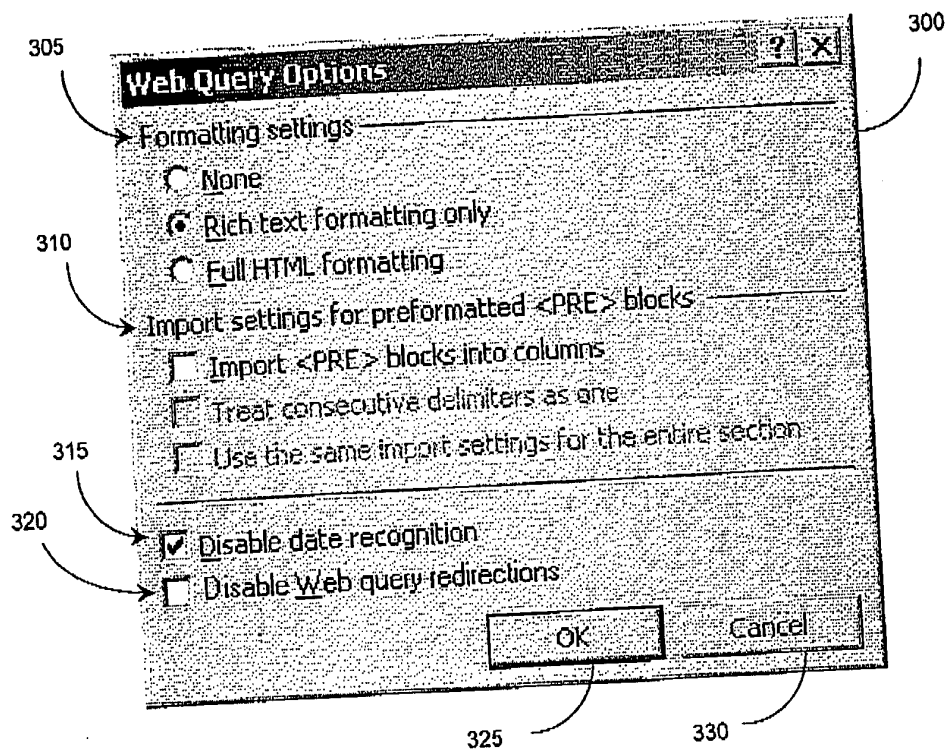 305
300
Web Query Options
? X
Formatting settings
None
Rich text formatting only
310
Full HTML formatting
Import settings for preformatted <PRE> blocks
Import <PRE> blocks into columns
Treat consecutive delimiters as one
Use the same import settings for the entire section
315
320
Disable date recognition
Disable Web query redirections
OK
Cancel
325
330